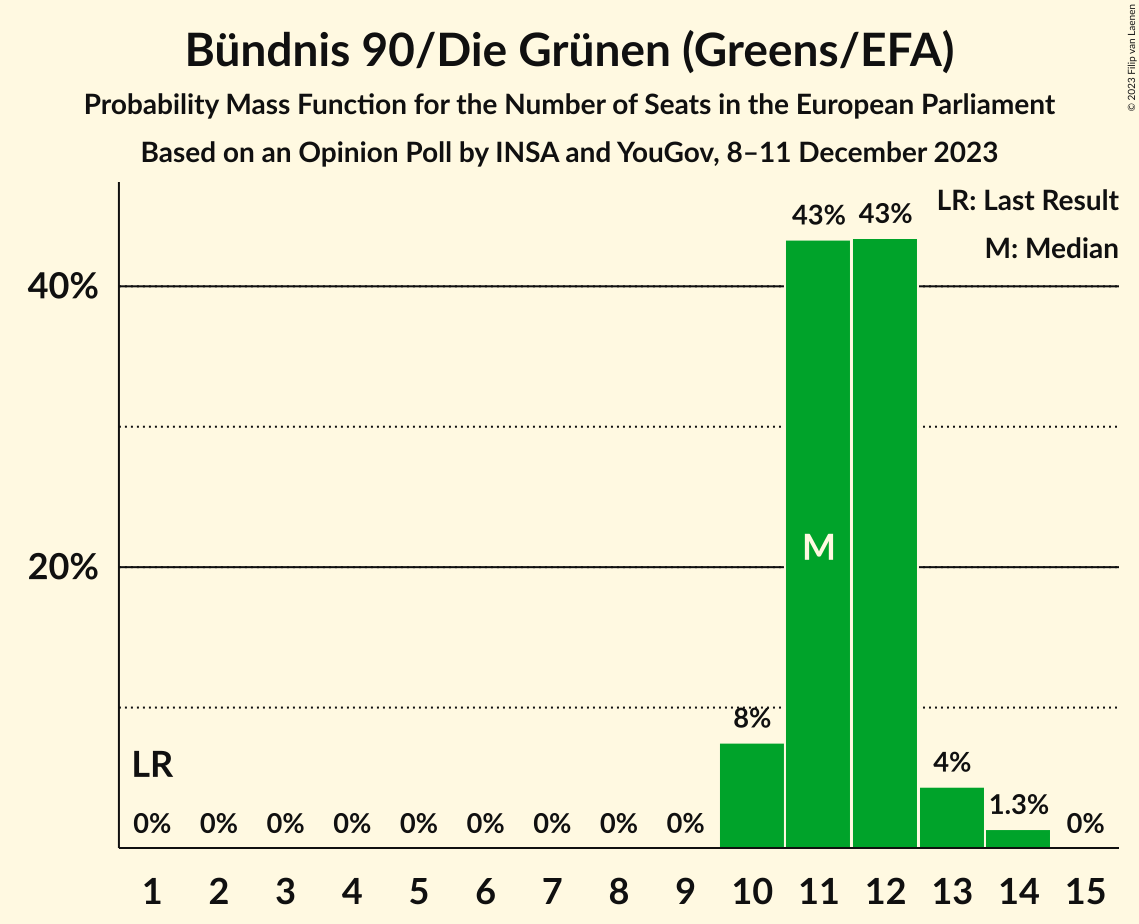 Bündnis 90/Die Grünen (Greens/EFA)
Probability Mass Function for the Number of Seats in the European Parliament
Based on an Opinion Poll by INSA and YouGov, 8–11 December 2023
© 2023 Filip van Laenen
LR: Last Result
M: Median
43% 43%
40%
M
20%
8%
LR
4%
1.3%
0% 0% 0% 0% 0% 0% 0% 0% 0% 0%
1 2 3 4 5 6 7 8 9 10 11 12 13 14 15